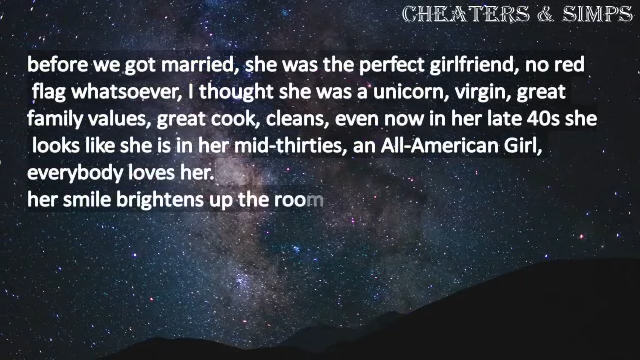 CHEATERS & SIMPS
before we got married, she was the perfect girlfriend, no red
flag whatsoever, I thought she was a unicorn, virgin, great
family values, great cook, cleans, even now in her late 40s she
looks like she is in her mid-thirties, an All-American Girl,
everybody loves her.
her smile brightens up the room